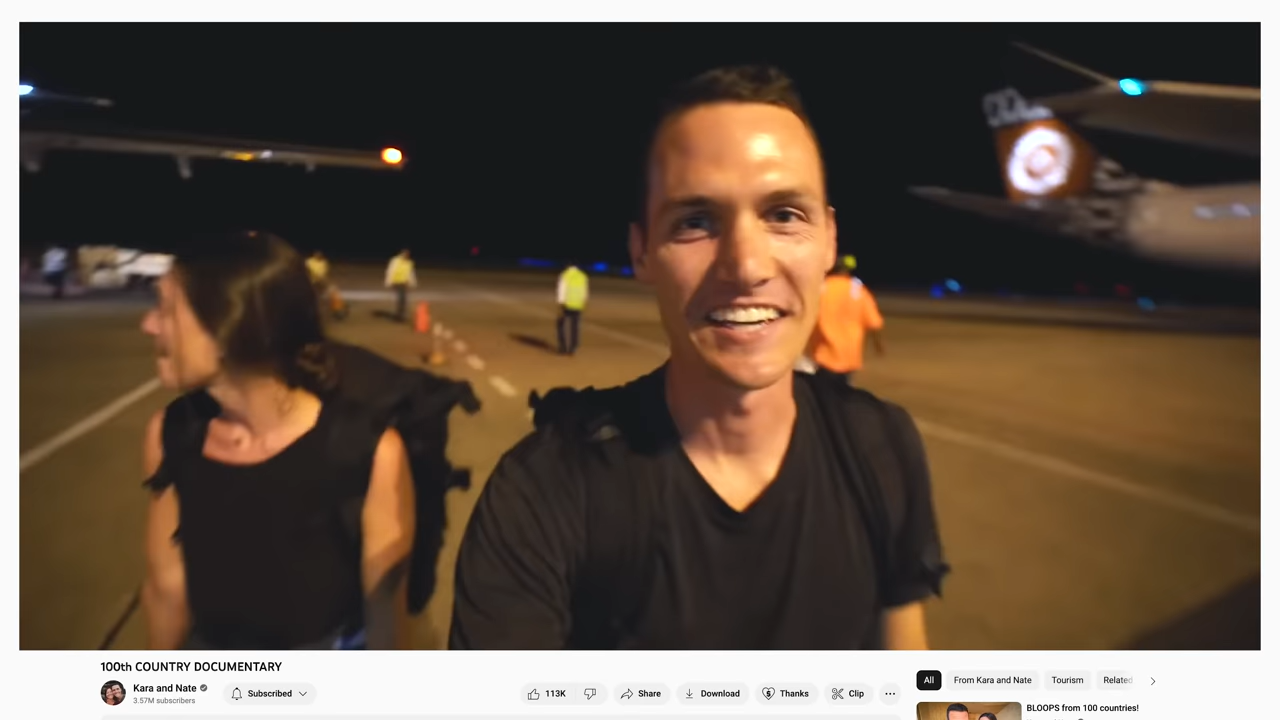 100th COUNTRY DOCUMENTARY
Kara and Nate
3.57M subscribers
Subscribed
113K
Share
Download
Thanks
Clip
All
From Kara and Nate
Tourism
Related
BLOOPS from 100 countries!